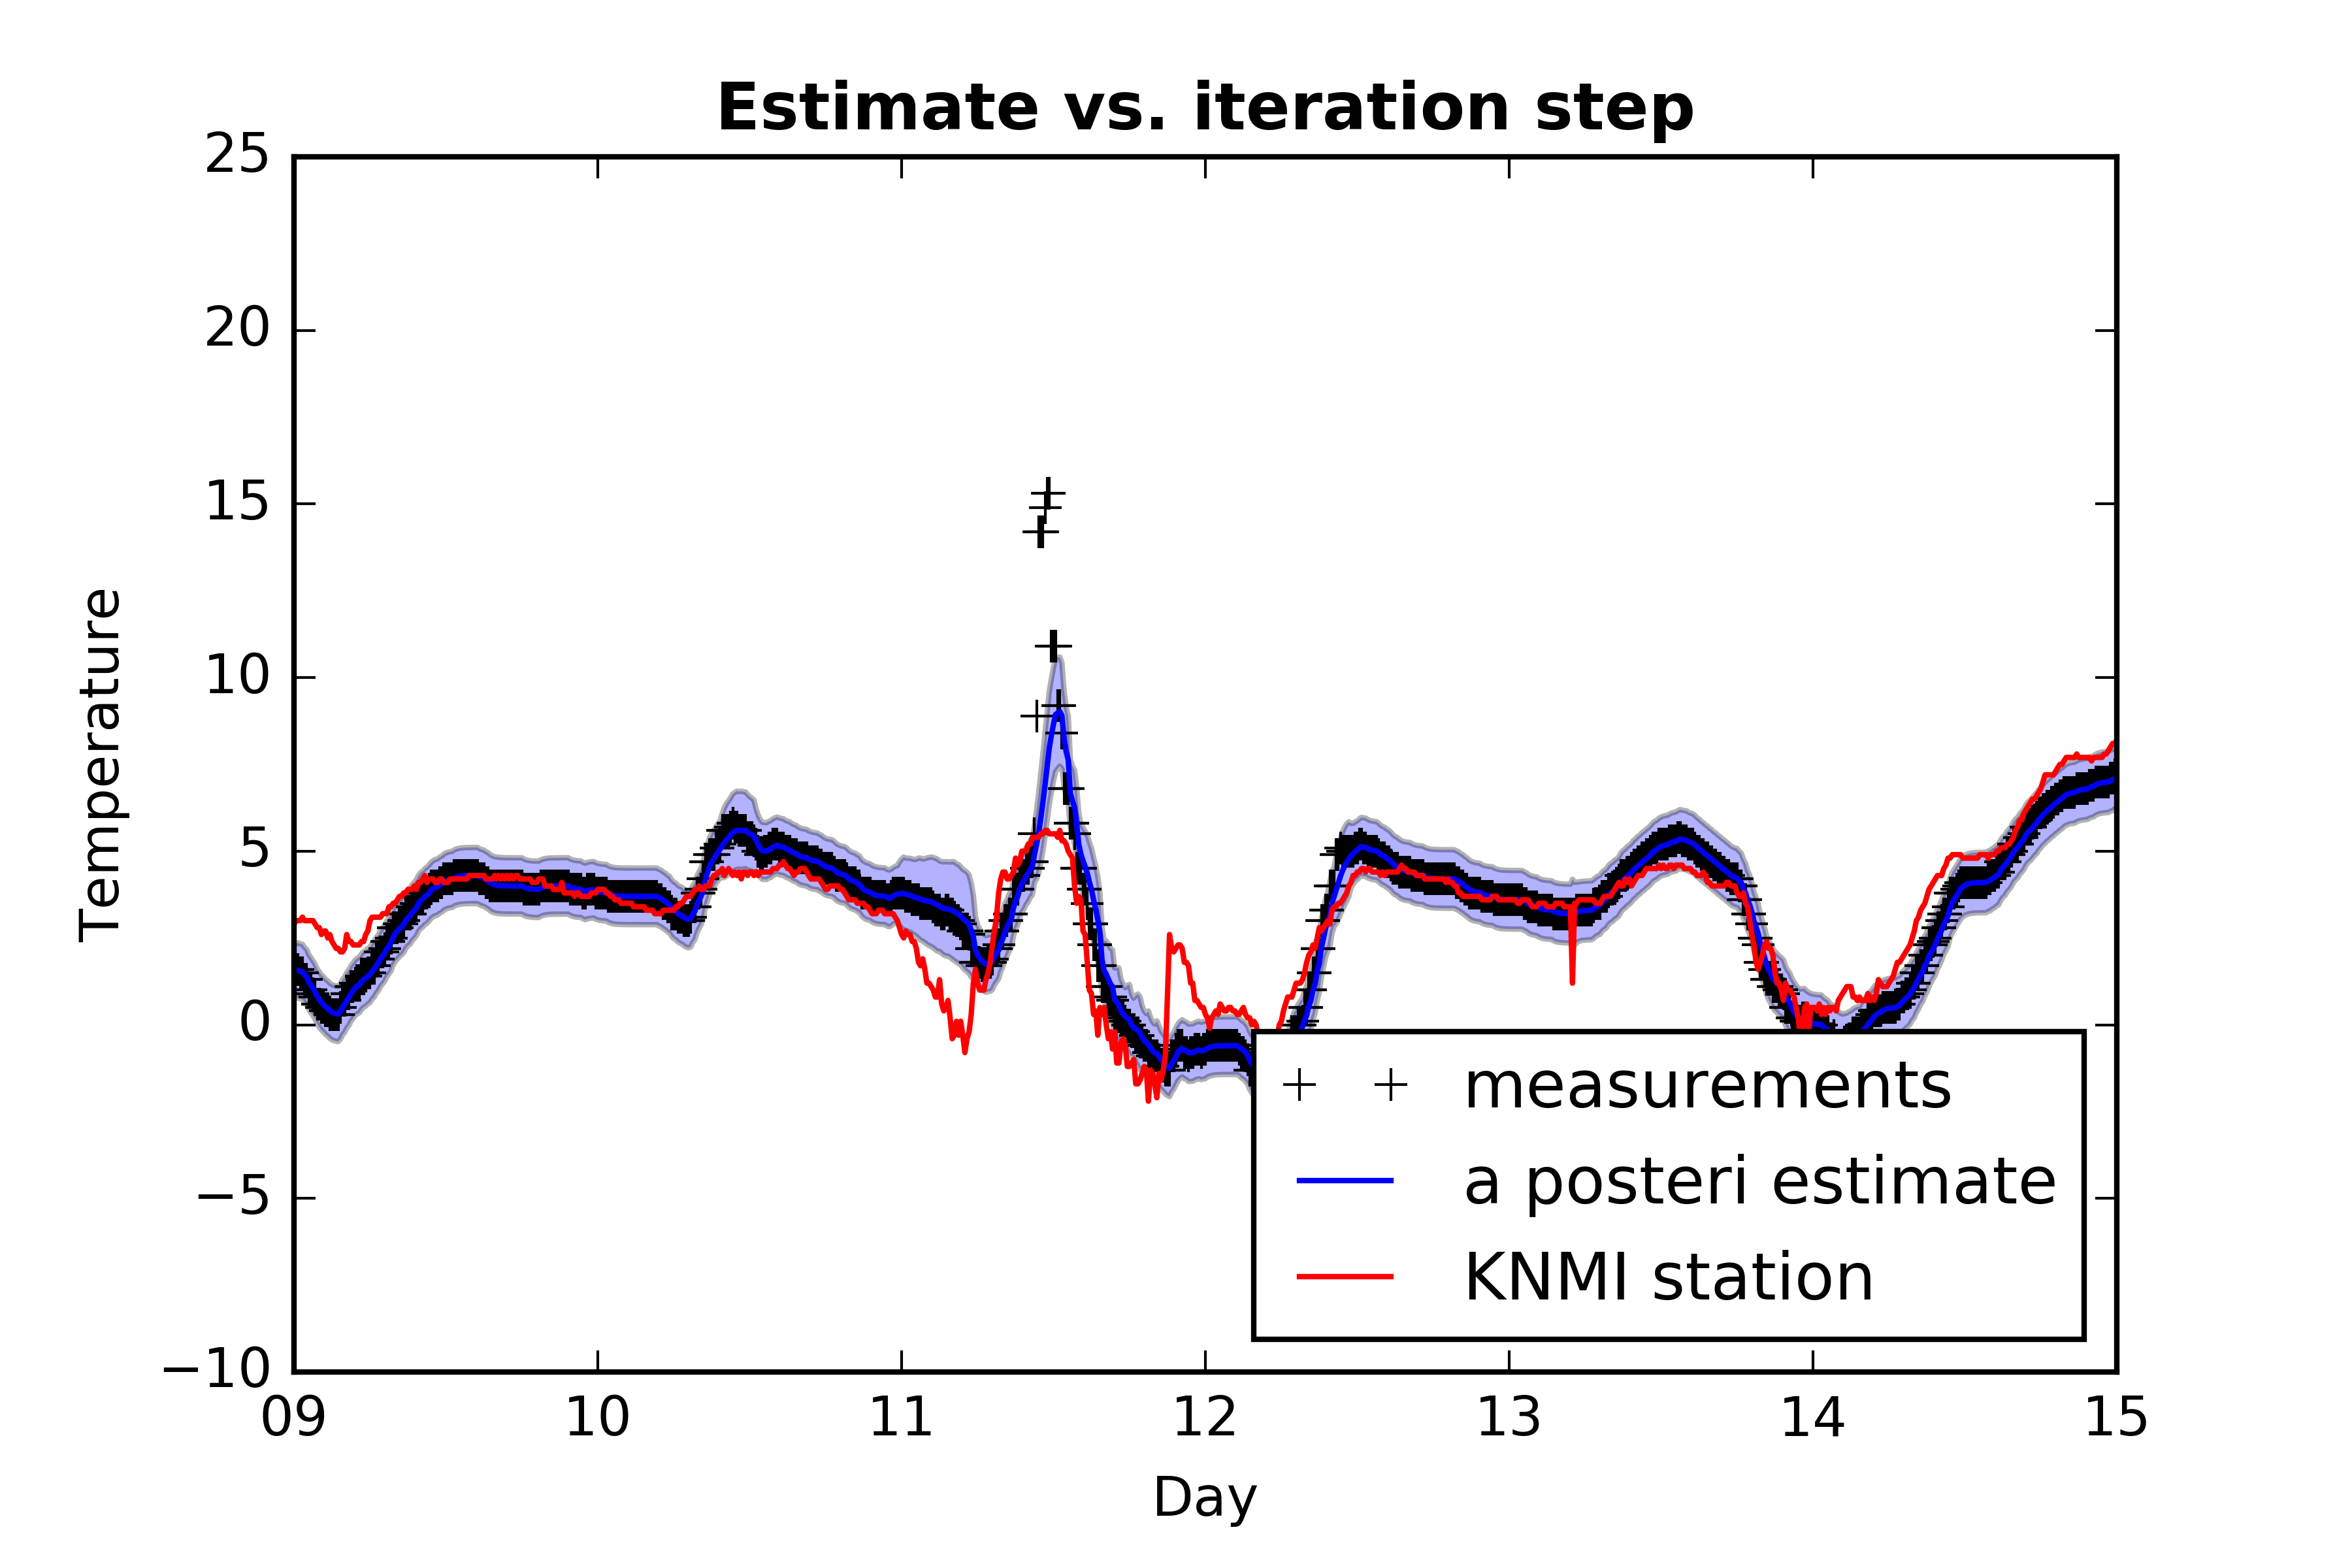 Estimate vs. iteration step
25
20
15
10
5
0
−5
−10
Temperature
measurements
a posteri estimate
KNMI station
09 10 11 12 13 14 15
Day